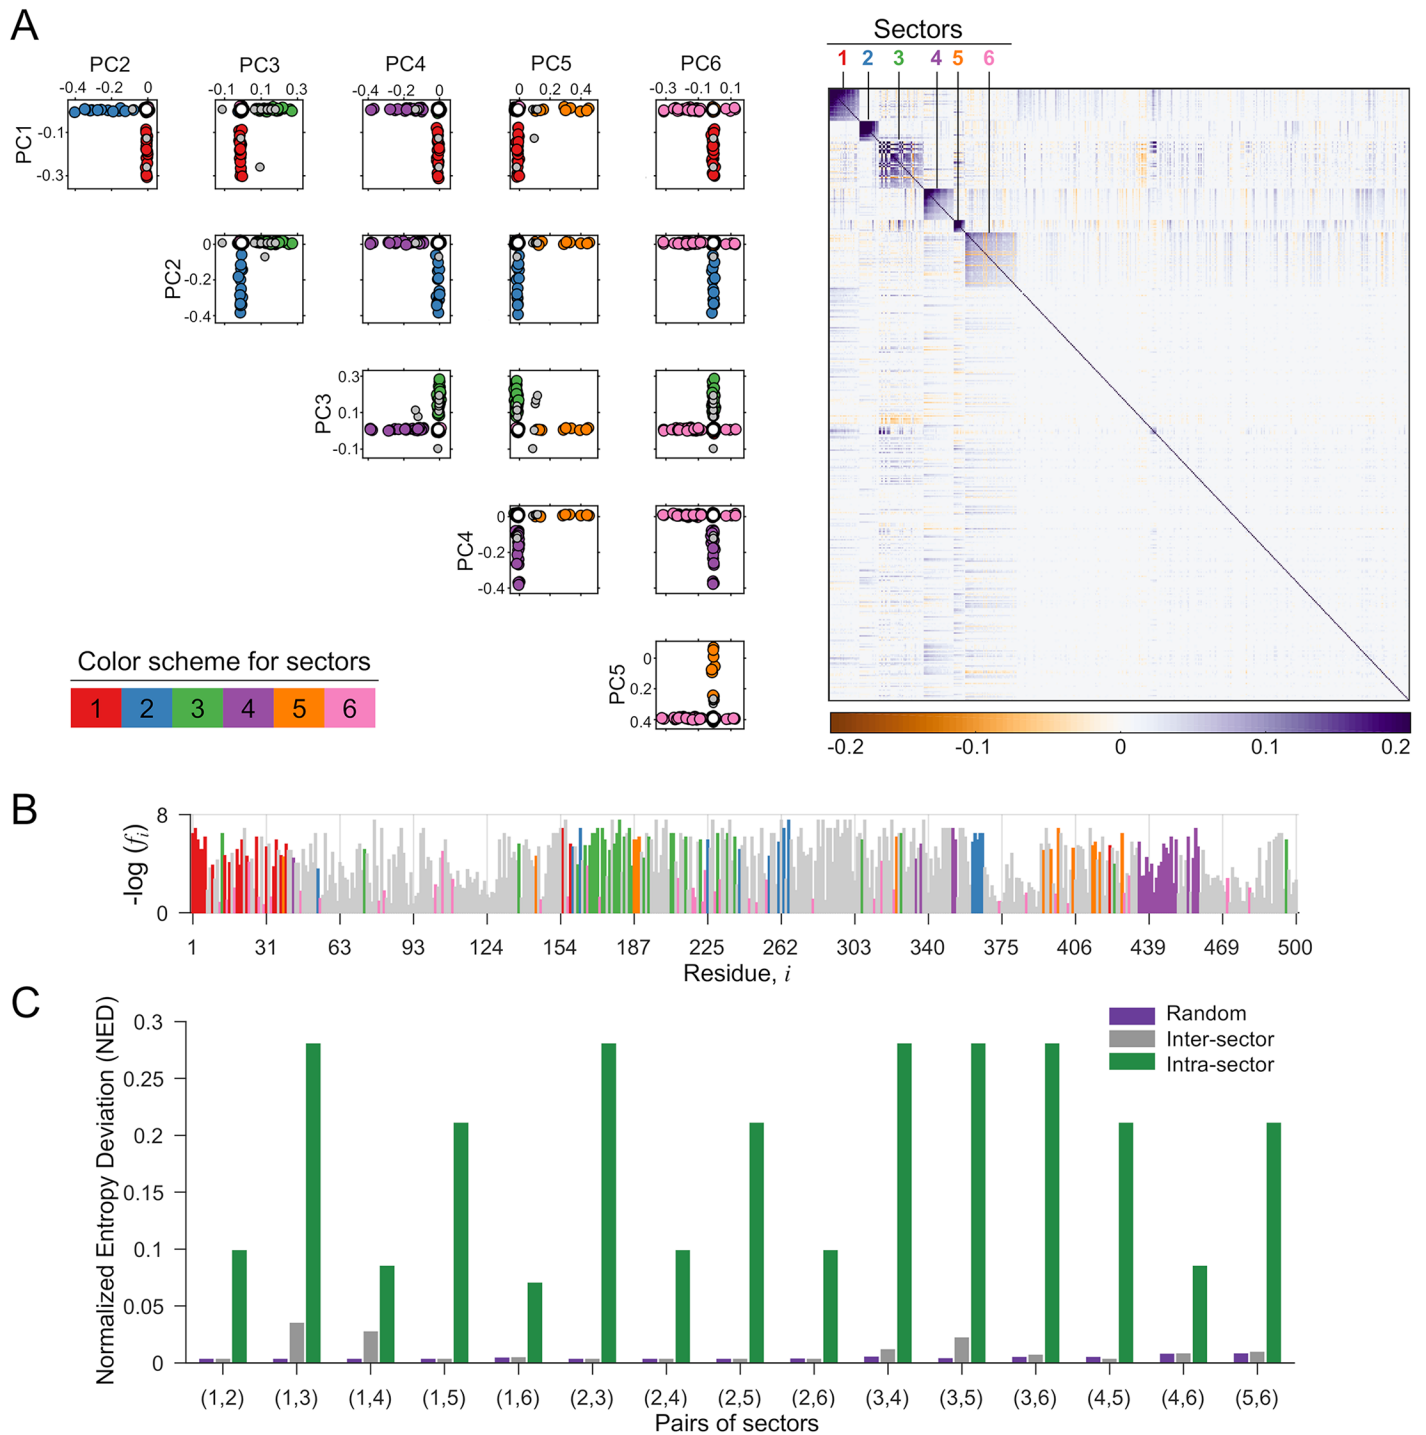 A
Sectors
1 2 3 4 5 6
PC2 PC3 PC4 PC5 PC6
-0.4 -0.2 0 -0.1 0.1 0.3 -0.4 -0.2 0 0 0.2 0.4 -0.3 -0.1 0.1
PC1
-0.1
-0.3
PC2
0
-0.2
-0.4
PC3
0.3
0.1
-0.1
PC4
0
-0.2
-0.4
PC5
0
0.2
0.4
Color scheme for sectors
1 2 3 4 5 6
-0.2 -0.1 0 0.1 0.2
B
-log (fi)
8
0
1 31 63 93 124 154 187 225 262 303 340 375 406 439 469 500
Residue, i
C
Normalized Entropy Deviation (NED)
0.3
0.25
0.2
0.15
0.1
0.05
0
Random
Inter-sector
Intra-sector
(1,2) (1,3) (1,4) (1,5) (1,6) (2,3) (2,4) (2,5) (2,6) (3,4) (3,5) (3,6) (4,5) (4,6) (5,6)
Pairs of sectors